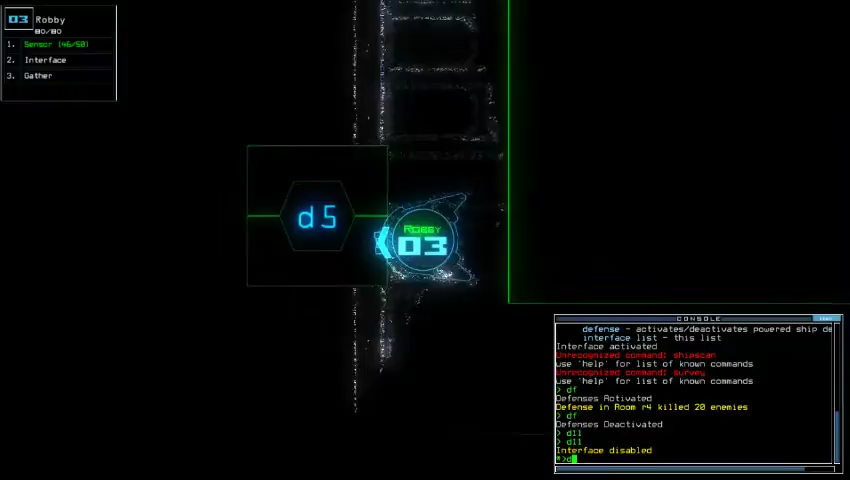 03 Robby
80/80
1. Sensor (46/50)
2. Interface
3. Gather
d5
ROBBY
03
CONSOLE
defense - activates/deactivates powered ship de
interface list - this list
Interface activated
Unrecognized command: shipscan
use 'help' for list of known commands
Unrecognized command: survey
use 'help' for list of known commands
> df
Defenses Activated
Defense in Room r4 killed 20 enemies
> df
Defenses Deactivated
> d11
> d11
Interface disabled
>d